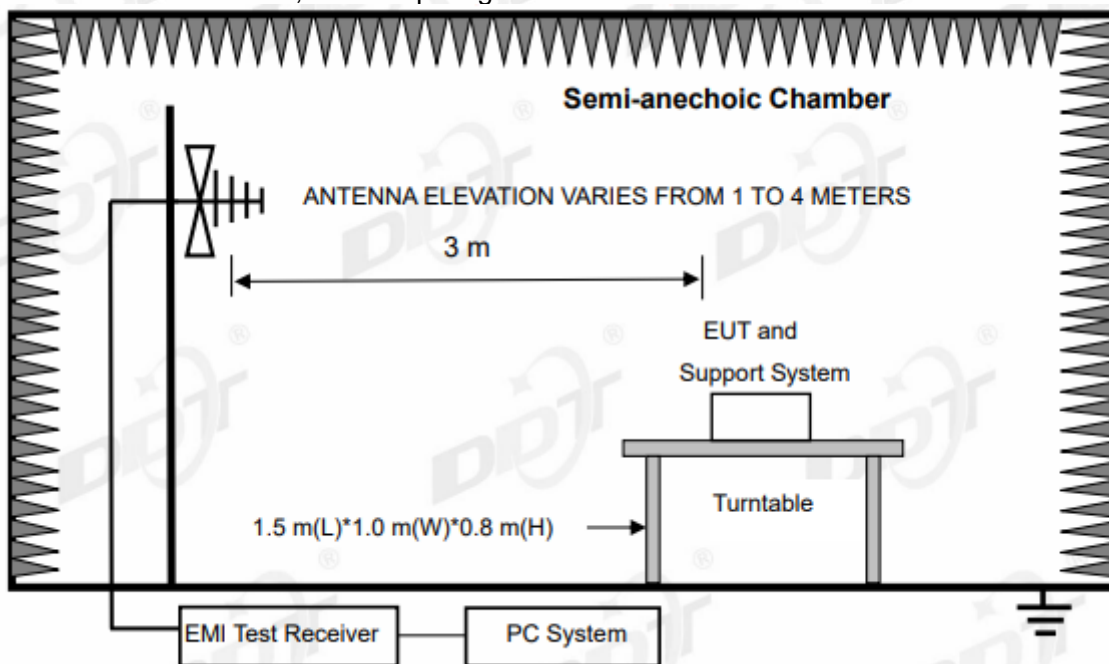 Semi-anechoic Chamber
ANTENNA ELEVATION VARIES FROM 1 TO 4 METERS
3 m
EUT and
Support System
Turntable
1.5 m(L)*1.0 m(W)*0.8 m(H)
EMI Test Receiver
PC System
DDT
®